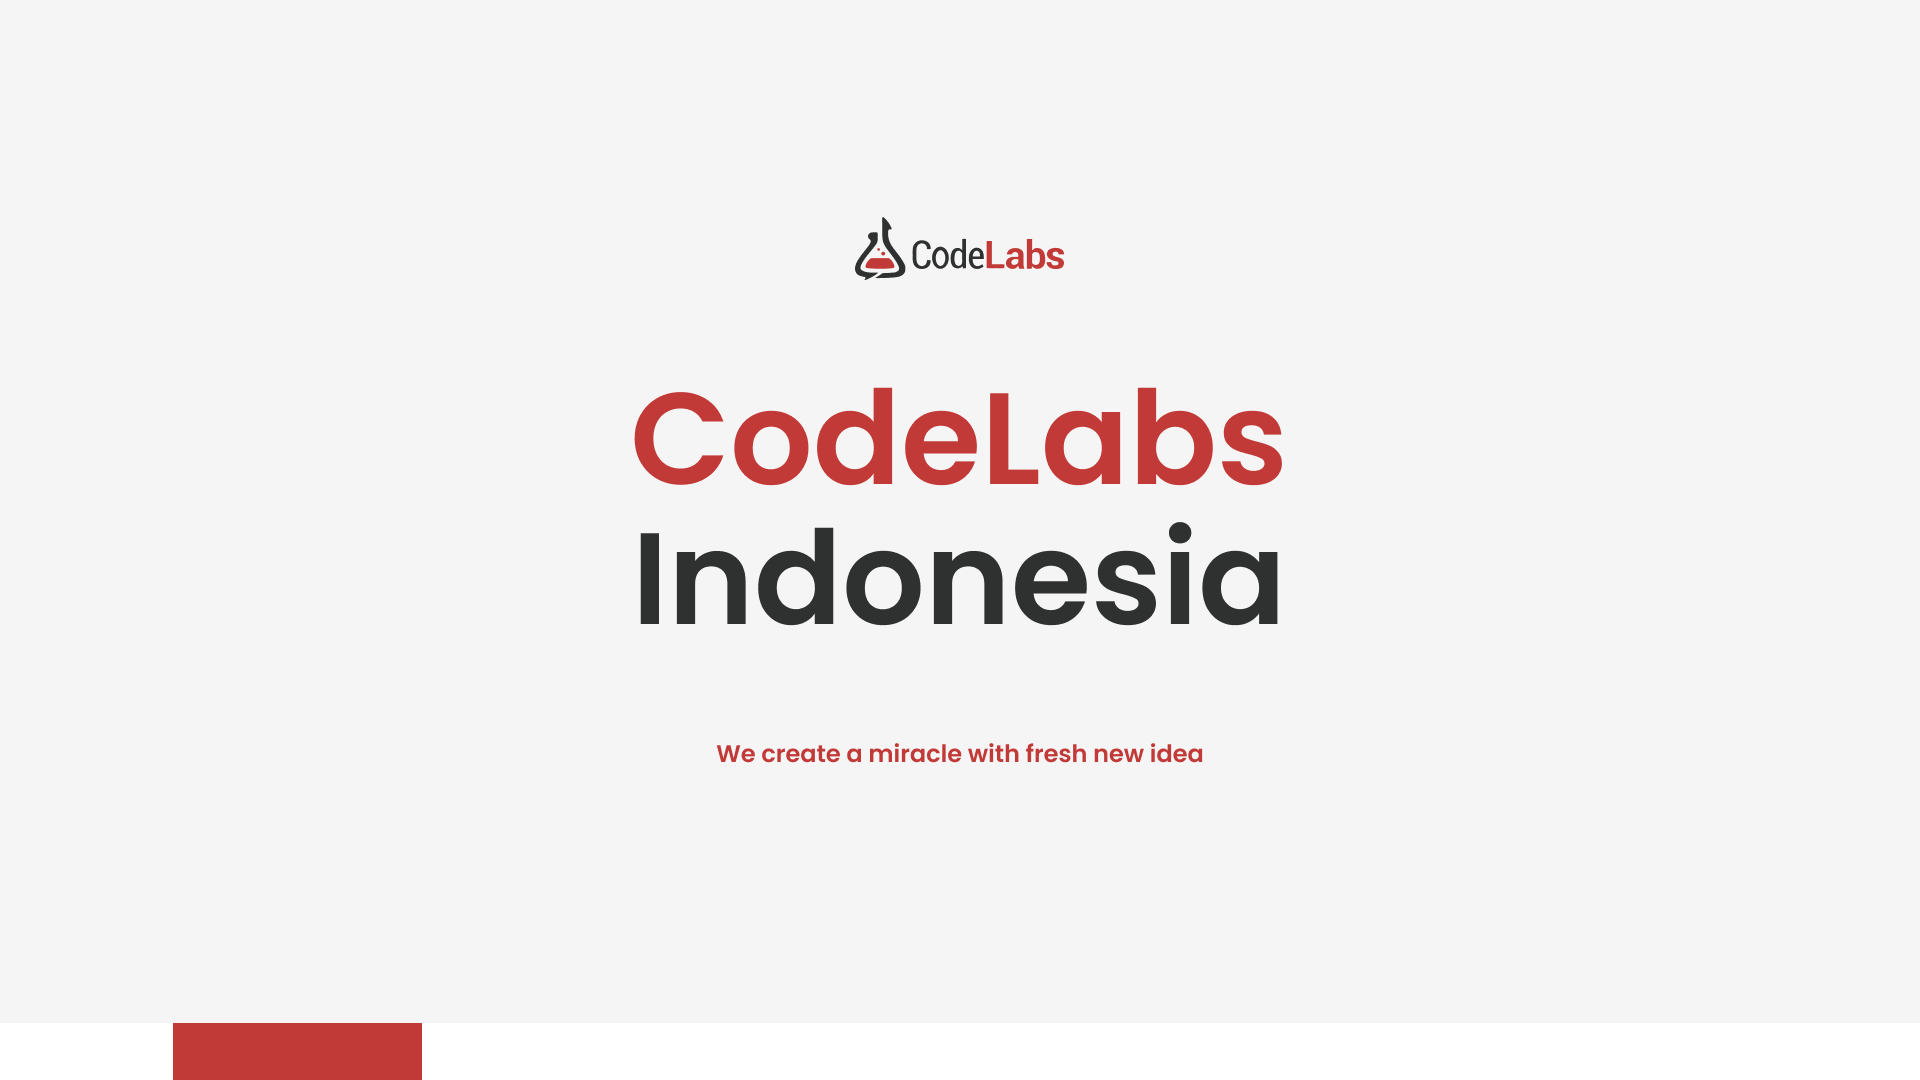 CodeLabs
CodeLabs
Indonesia
We create a miracle with fresh new idea